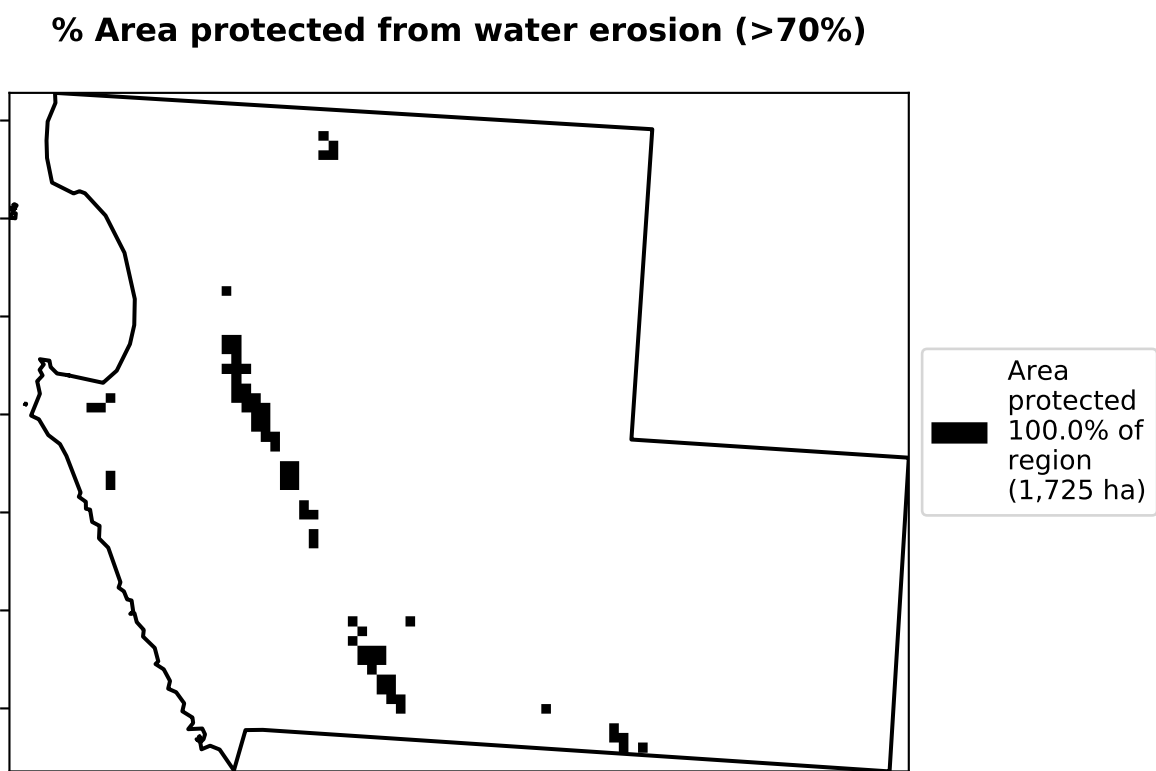 % Area protected from water erosion (>70%)
Area
protected
100.0% of
region
(1,725 ha)